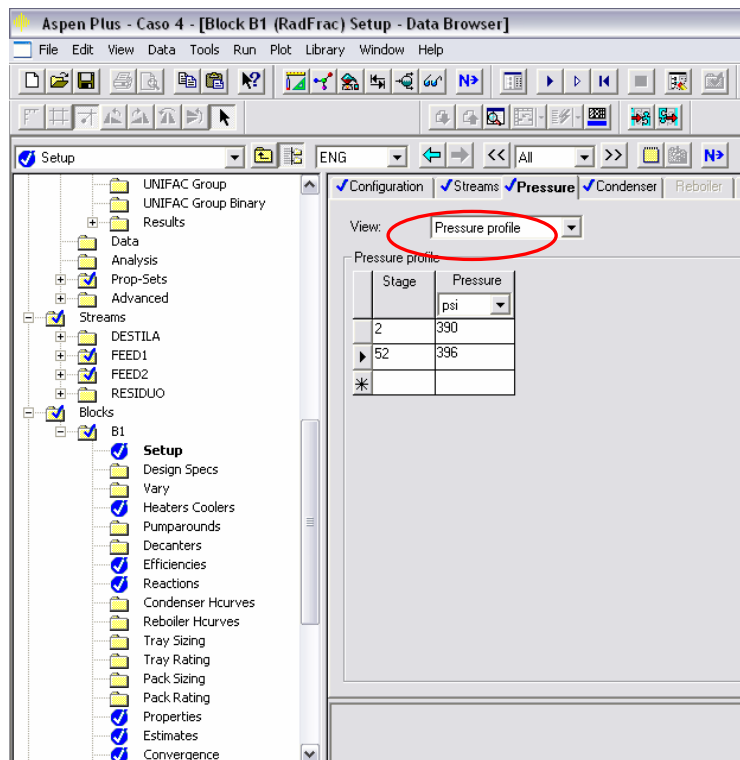 Aspen Plus - Caso 4 - [Block B1 (RadFrac) Setup - Data Browser]
File Edit View Data Tools Run Plot Library Window Help
Setup ENG All
UNIFAC Group
UNIFAC Group Binary
Results
Data
Analysis
Prop-Sets
Advanced
Streams
DESTILA
FEED1
FEED2
RESIDUO
Blocks
B1
Setup
Design Specs
Vary
Heaters Coolers
Pumparounds
Decanters
Efficiencies
Reactions
Condenser Hcurves
Reboiler Hcurves
Tray Sizing
Tray Rating
Pack Sizing
Pack Rating
Properties
Estimates
Convergence
Configuration Streams Pressure Condenser Reboiler
View: Pressure profile
Pressure profile
Stage Pressure
psi
2 390
52 396